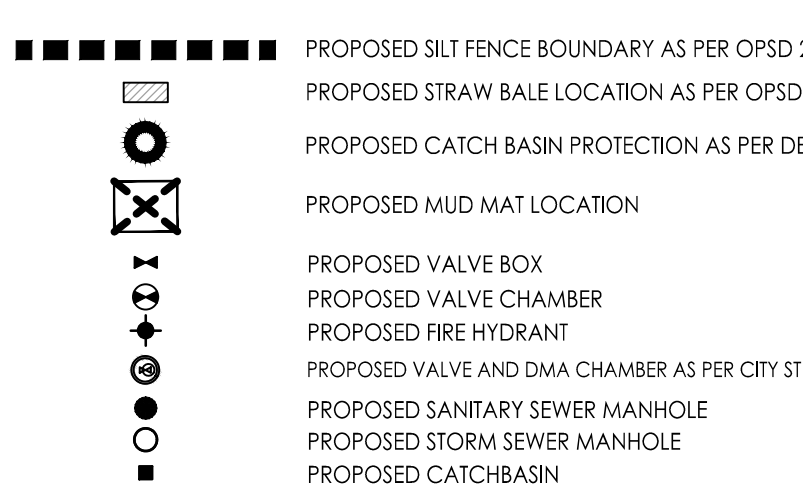 PROPOSED SILT FENCE BOUNDARY AS PER OPSD
PROPOSED STRAW BALE LOCATION AS PER OPSD
PROPOSED CATCH BASIN PROTECTION AS PER
PROPOSED MUD MAT LOCATION
PROPOSED VALVE BOX
PROPOSED VALVE CHAMBER
PROPOSED FIRE HYDRANT
PROPOSED VALVE AND DMA CHAMBER AS PER CITY
PROPOSED SANITARY SEWER MANHOLE
PROPOSED STORM SEWER MANHOLE
PROPOSED CATCHBASIN